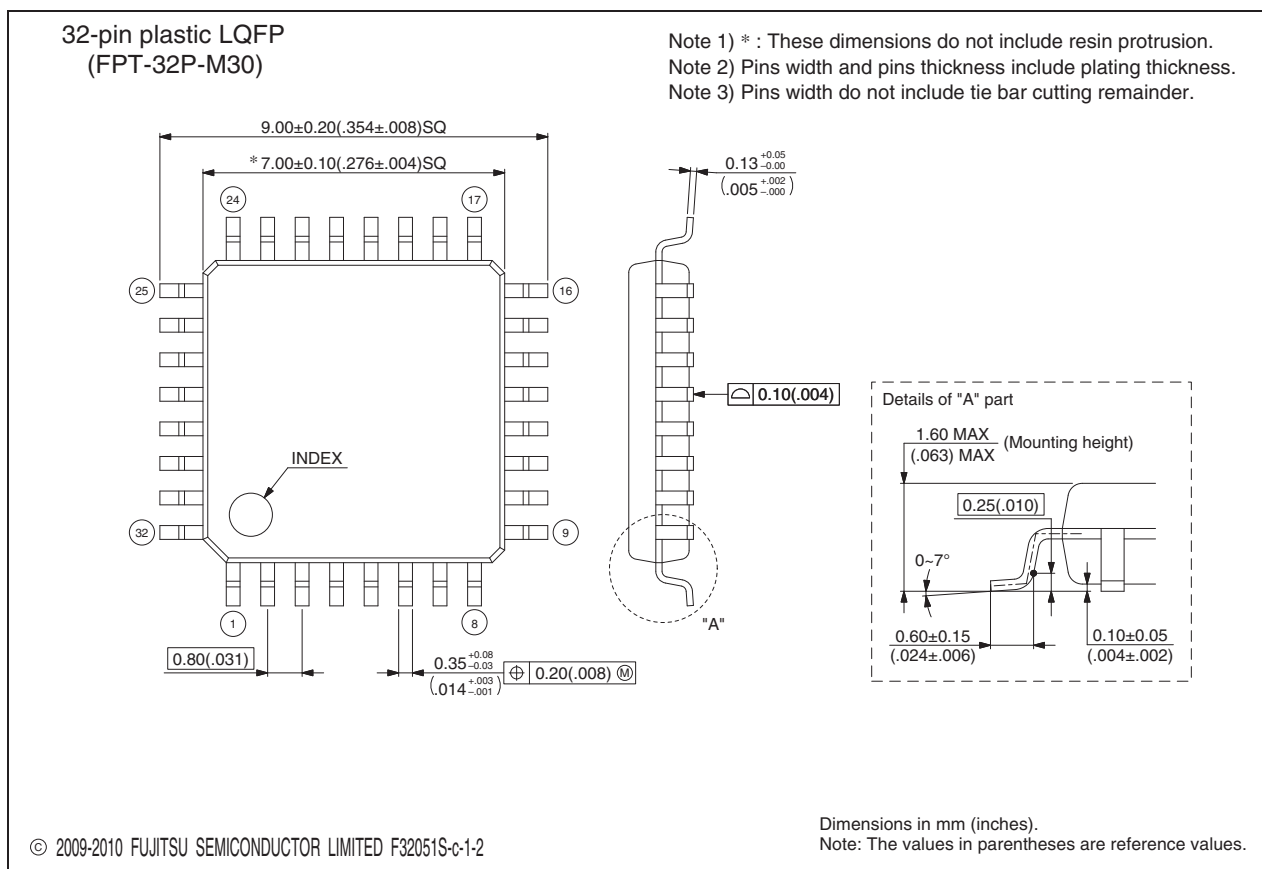 32-pin plastic LQFP
(FPT-32P-M30)
Note 1) * : These dimensions do not include resin protrusion.
Note 2) Pins width and pins thickness include plating thickness.
Note 3) Pins width do not include tie bar cutting remainder.
9.00±0.20(.354±.008)SQ
*7.00±0.10(.276±.004)SQ
0.13 +0.05 –0.00
(.005 +.002 –.000)
24
17
25
16
0.10(.004)
Details of "A" part
1.60 MAX
(.063) MAX
(Mounting height)
INDEX
0.25(.010)
32
9
0~7°
1
8
"A"
0.60±0.15
(.024±.006)
0.10±0.05
(.004±.002)
0.80(.031)
0.35 +0.08 –0.03
(.014 +.003 –.001)
⌖ 0.20(.008) Ⓜ
© 2009-2010 FUJITSU SEMICONDUCTOR LIMITED F32051S-c-1-2
Dimensions in mm (inches).
Note: The values in parentheses are reference values.